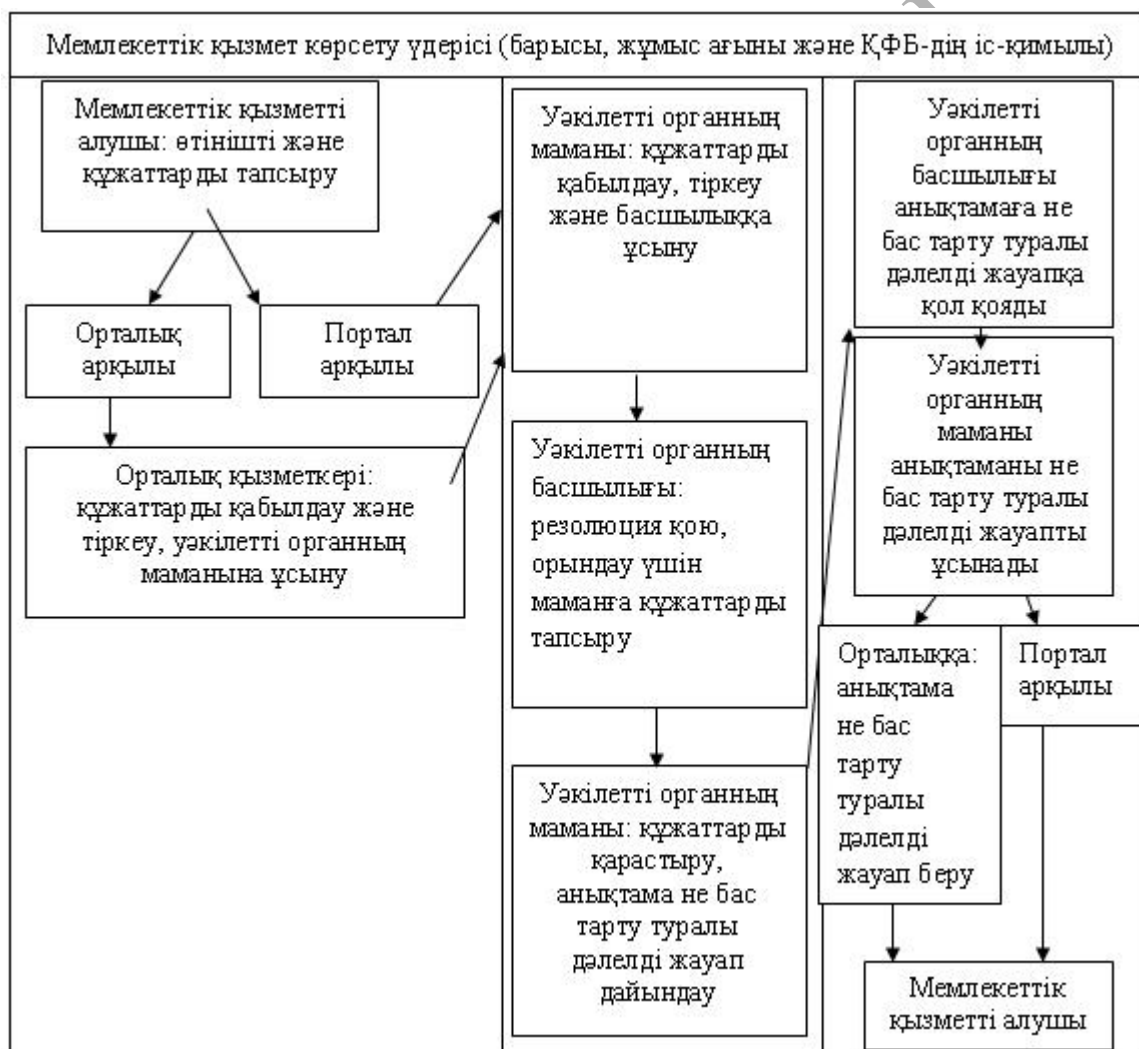 Мемлекеттік қызмет көрсету үдерісі (барысы, жұмыс ағыны және ҚФБ-дің іс-қимылы)
Мемлекеттік қызметті
алушы: өтінішті және
құжаттарды тапсыру
Орталық
арқылы
Портал
арқылы
Орталық қызметкері:
құжаттарды қабылдау және
тіркеу, уәкілетті органның
маманына ұсыну
Уәкілетті органның
маманы: құжаттарды
қабылдау, тіркеу
және басшылыққа
ұсыну
Уәкілетті органның
басшылығы:
резолюция қою,
орындау үшін
маманға құжаттарды
тапсыру
Уәкілетті органның
маманы: құжаттарды
қарастыру,
анықтама не бас
тарту туралы
дәлелді жауап
дайындау
Уәкілетті
органның
басшылығы
анықтамаға не
бас тарту туралы
дәлелді жауапқа
қол қояды
Уәкілетті
органның
маманы
анықтаманы не
бас тарту туралы
дәлелді жауапты
ұсынады
Орталыққа:
анықтама
не бас
тарту
туралы
дәлелді
жауап беру
Портал
арқылы
Мемлекеттік
қызметті алушы